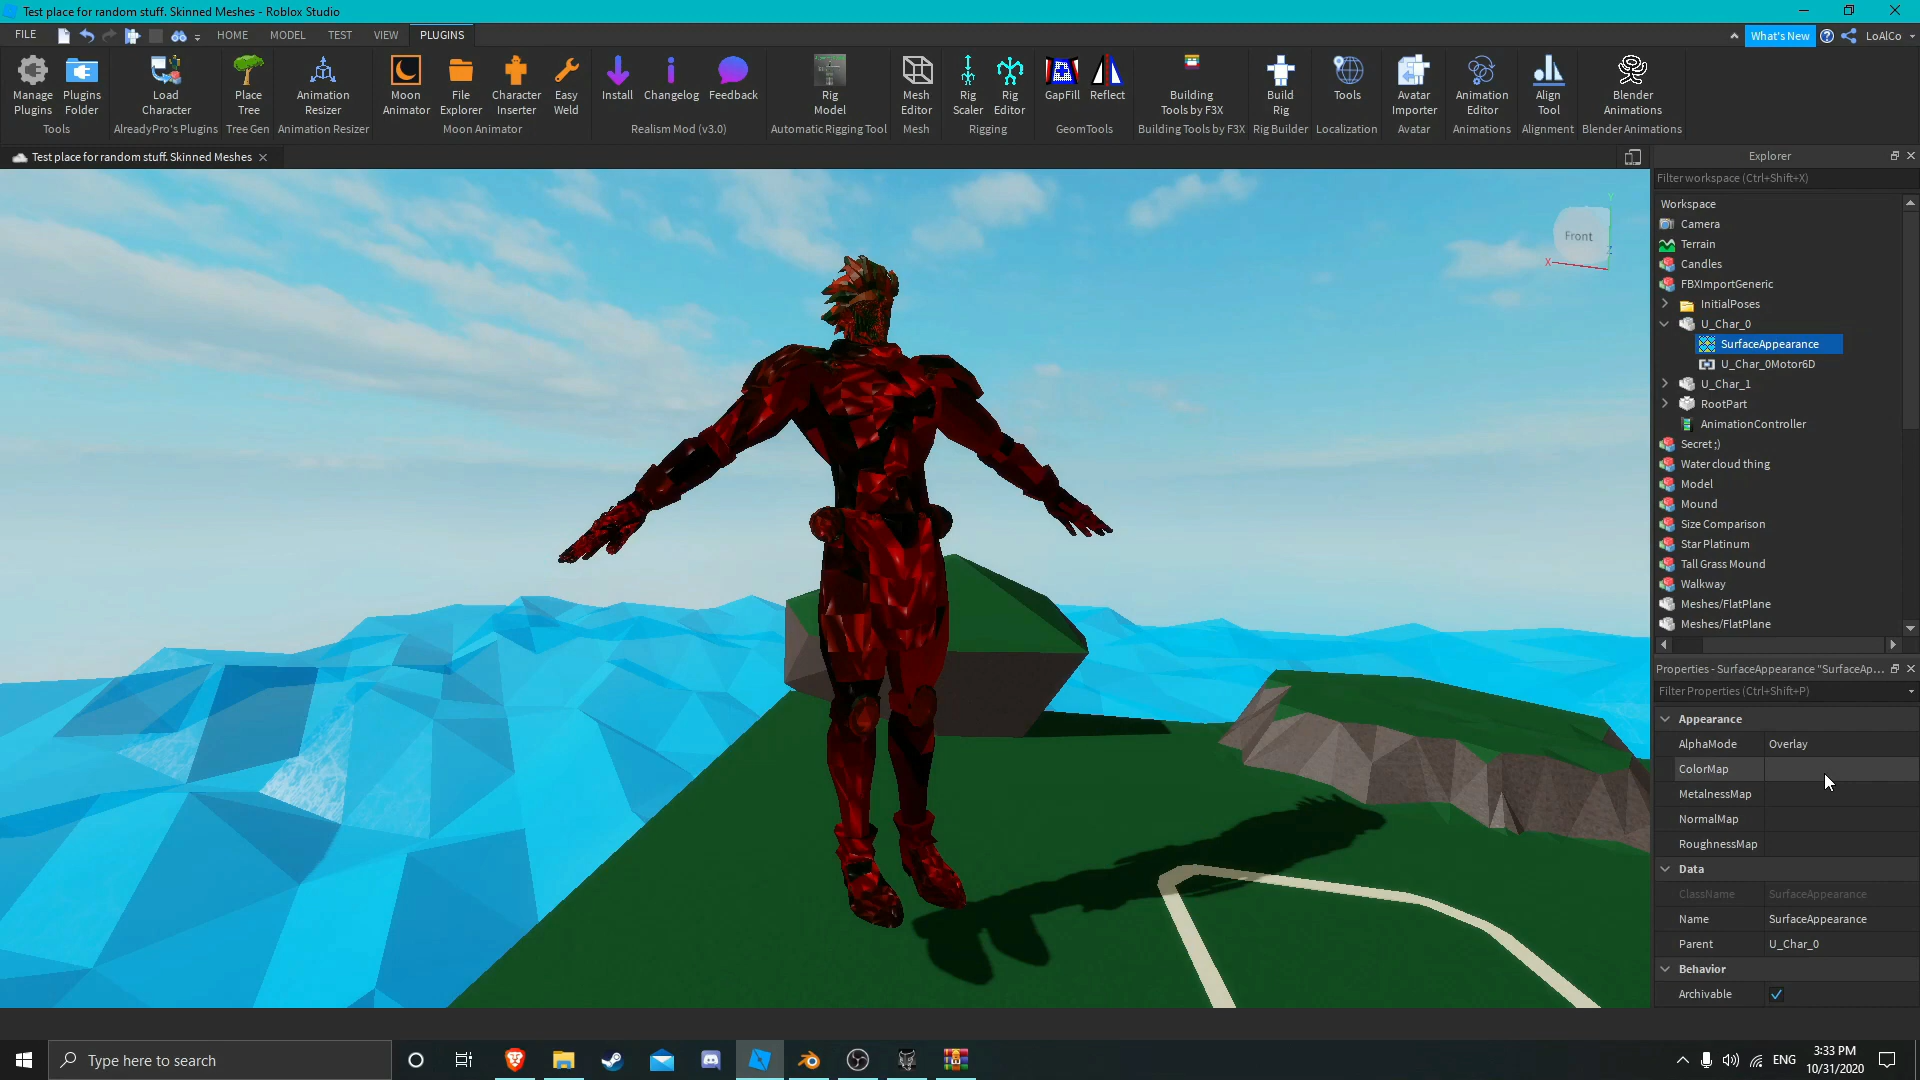 Test place for random stuff. Skinned Meshes - Roblox Studio
FILE HOME MODEL TEST VIEW PLUGINS What's New LoAlCo
Manage Plugins
Plugins Folder
Tools
Load Character
AlreadyPro's Plugins
Place Tree
Tree Gen
Animation Resizer
Animation Resizer
Moon Animator
File Explorer
Character Inserter
Easy Weld
Moon Animator
Install
Changelog
Feedback
Realism Mod (v3.0)
Rig Model
Automatic Rigging Tool
Mesh Editor
Mesh
Rig Scaler
Rig Editor
Rigging
GapFill
Reflect
GeomTools
Building Tools by F3X
Building Tools by F3X
Build Rig
Rig Builder
Tools
Localization
Avatar Importer
Avatar
Animation Editor
Animations
Align Tool
Alignment
Blender Animations
Blender Animations
Test place for random stuff. Skinned Meshes
Front
X
Y
Z
Explorer
Filter workspace (Ctrl+Shift+X)
Workspace
Camera
Terrain
Candles
FBXImportGeneric
InitialPoses
U_Char_0
SurfaceAppearance
U_Char_0Motor6D
U_Char_1
RootPart
AnimationController
Secret ;)
Water cloud thing
Model
Mound
Size Comparison
Star Platinum
Tall Grass Mound
Walkway
Meshes/FlatPlane
Meshes/FlatPlane
Properties - SurfaceAppearance "SurfaceAp...
Filter Properties (Ctrl+Shift+P)
Appearance
AlphaMode Overlay
ColorMap
MetalnessMap
NormalMap
RoughnessMap
Data
ClassName SurfaceAppearance
Name SurfaceAppearance
Parent U_Char_0
Behavior
Archivable
Type here to search
ENG
3:33 PM
10/31/2020